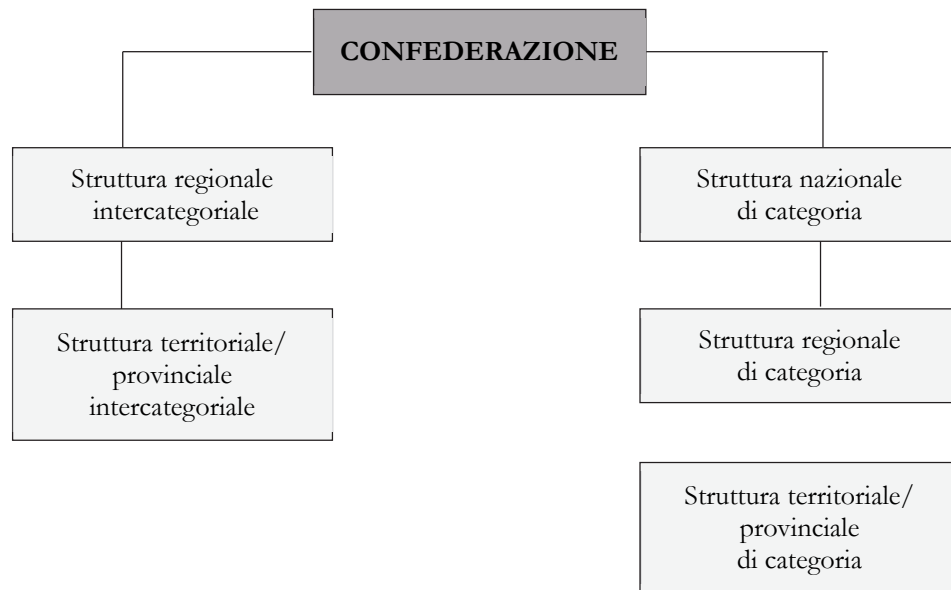 CONFEDERAZIONE
Struttura regionale
intercategoriale
Struttura nazionale
di categoria
Struttura territoriale/
provinciale
intercategoriale
Struttura regionale
di categoria
Struttura territoriale/
provinciale
di categoria